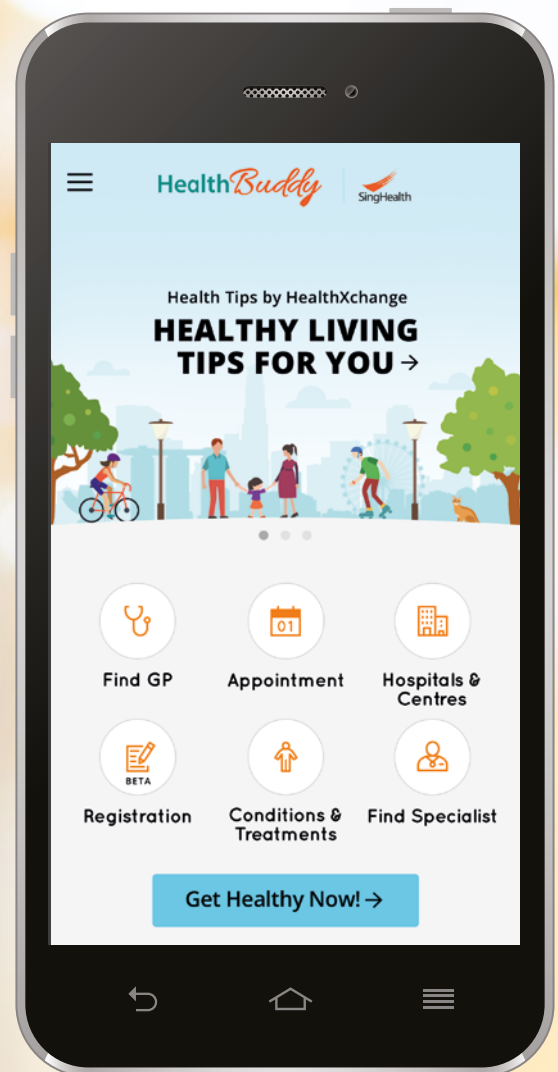 HealthBuddy
SingHealth
Health Tips by HealthXchange
HEALTHY LIVING
TIPS FOR YOU →
Find GP
01
Appointment
Hospitals &
Centres
BETA
Registration
Conditions &
Treatments
Find Specialist
Get Healthy Now! →